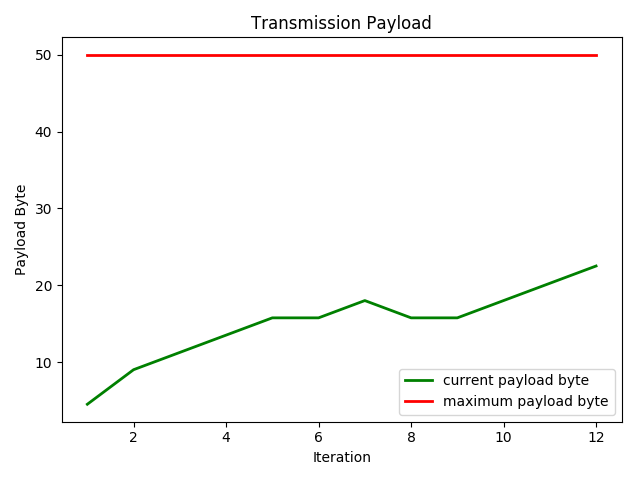 Transmission Payload
Payload Byte
50
40
30
20
10
2 4 6 8 10 12
Iteration
current payload byte
maximum payload byte